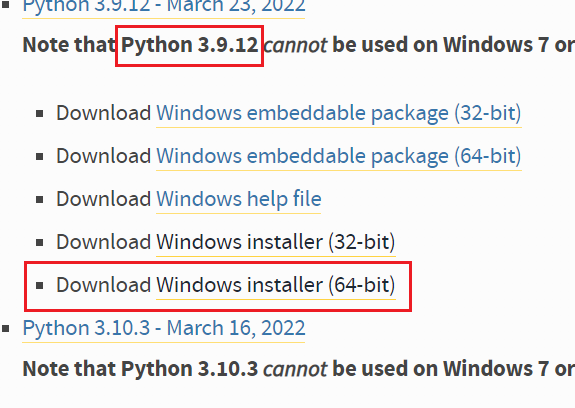 Python 3.9.12 - March 23, 2022
Note that Python 3.9.12 cannot be used on Windows 7 or
Download Windows embeddable package (32-bit)
Download Windows embeddable package (64-bit)
Download Windows help file
Download Windows installer (32-bit)
Download Windows installer (64-bit)
Python 3.10.3 - March 16, 2022
Note that Python 3.10.3 cannot be used on Windows 7 or